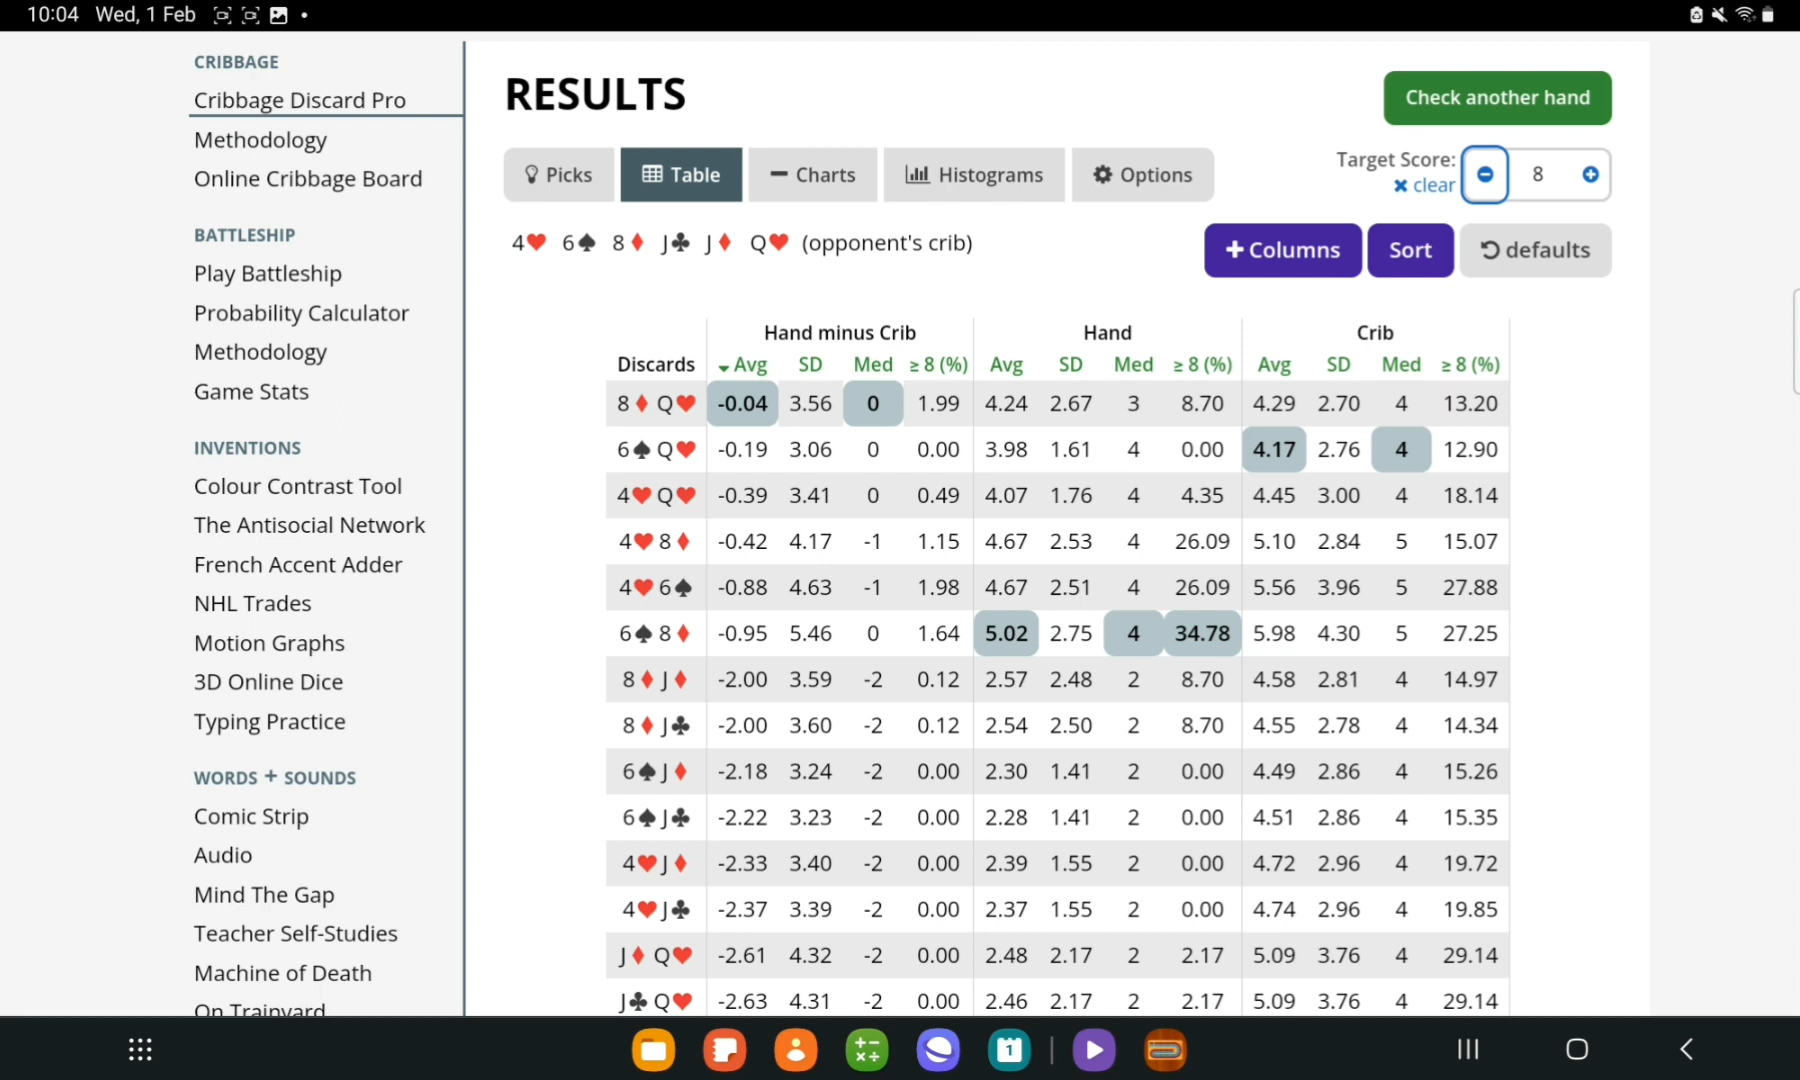 10:04 Wed, 1 Feb
CRIBBAGE
Cribbage Discard Pro
Methodology
Online Cribbage Board
BATTLESHIP
Play Battleship
Probability Calculator
Methodology
Game Stats
INVENTIONS
Colour Contrast Tool
The Antisocial Network
French Accent Adder
NHL Trades
Motion Graphs
3D Online Dice
Typing Practice
WORDS + SOUNDS
Comic Strip
Audio
Mind The Gap
Teacher Self-Studies
Machine of Death
On Trainyard
RESULTS
Check another hand
Picks Table Charts Histograms Options
Target Score: 8
clear
4♥ 6♠ 8♦ J♣ J♦ Q♥ (opponent's crib)
+ Columns Sort defaults
Hand minus Crib Hand Crib
Discards Avg SD Med ≥ 8 (%) Avg SD Med ≥ 8 (%) Avg SD Med ≥ 8 (%)
8♦ Q♥ -0.04 3.56 0 1.99 4.24 2.67 3 8.70 4.29 2.70 4 13.20
6♠ Q♥ -0.19 3.06 0 0.00 3.98 1.61 4 0.00 4.17 2.76 4 12.90
4♥ Q♥ -0.39 3.41 0 0.49 4.07 1.76 4 4.35 4.45 3.00 4 18.14
4♥ 8♦ -0.42 4.17 -1 1.15 4.67 2.53 4 26.09 5.10 2.84 5 15.07
4♥ 6♠ -0.88 4.63 -1 1.98 4.67 2.51 4 26.09 5.56 3.96 5 27.88
6♠ 8♦ -0.95 5.46 0 1.64 5.02 2.75 4 34.78 5.98 4.30 5 27.25
8♦ J♦ -2.00 3.59 -2 0.12 2.57 2.48 2 8.70 4.58 2.81 4 14.97
8♦ J♣ -2.00 3.60 -2 0.12 2.54 2.50 2 8.70 4.55 2.78 4 14.34
6♠ J♦ -2.18 3.24 -2 0.00 2.30 1.41 2 0.00 4.49 2.86 4 15.26
6♠ J♣ -2.22 3.23 -2 0.00 2.28 1.41 2 0.00 4.51 2.86 4 15.35
4♥ J♦ -2.33 3.40 -2 0.00 2.39 1.55 2 0.00 4.72 2.96 4 19.72
4♥ J♣ -2.37 3.39 -2 0.00 2.37 1.55 2 0.00 4.74 2.96 4 19.85
J♦ Q♥ -2.61 4.32 -2 0.00 2.48 2.17 2 2.17 5.09 3.76 4 29.14
J♣ Q♥ -2.63 4.31 -2 0.00 2.46 2.17 2 2.17 5.09 3.76 4 29.14
1